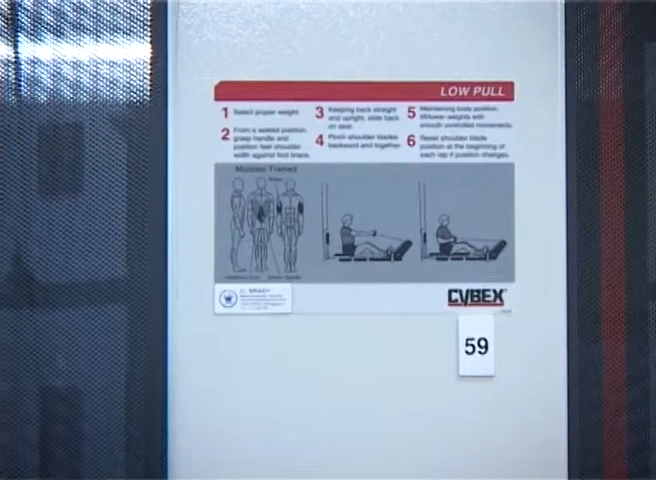 LOW PULL
1 Select proper weight.
2 From a seated position,
grasp handle and
position feet shoulder
width against foot brace.
3 Keeping back straight
and upright, slide back
on seat.
4 Pinch shoulder blades
backward and together.
5 Maintaining body position,
lift/lower weights with
smooth controlled movements.
6 Reset shoulder blade
position at the beginning of
each rep if position changes.
Muscles Trained
CYBEX
59